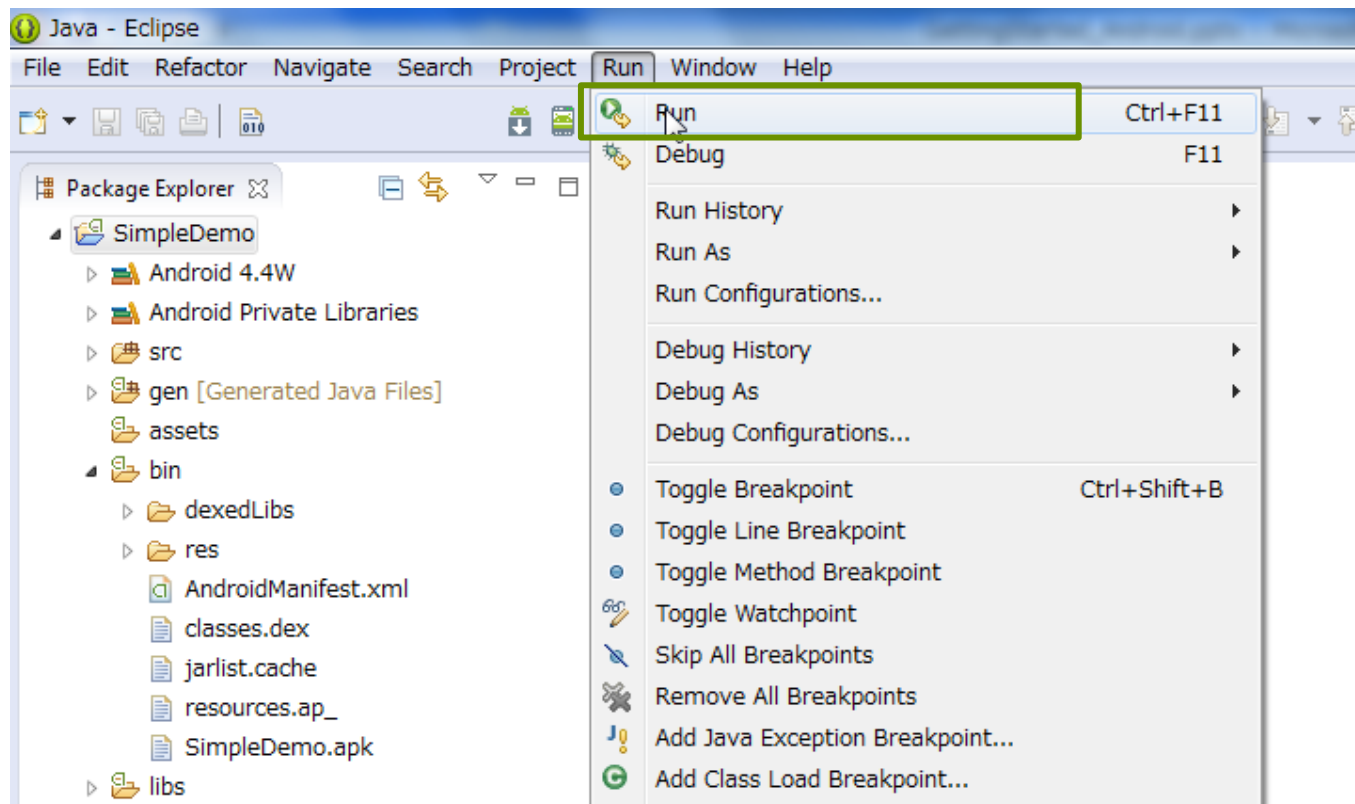 Java - Eclipse
File Edit Refactor Navigate Search Project Run Window Help
010
Run Ctrl+F11
Debug F11
Run History
Run As
Run Configurations...
Debug History
Debug As
Debug Configurations...
Toggle Breakpoint Ctrl+Shift+B
Toggle Line Breakpoint
Toggle Method Breakpoint
Toggle Watchpoint
Skip All Breakpoints
Remove All Breakpoints
Add Java Exception Breakpoint...
Add Class Load Breakpoint...
Package Explorer
SimpleDemo
Android 4.4W
Android Private Libraries
src
gen [Generated Java Files]
assets
bin
dexedLibs
res
AndroidManifest.xml
classes.dex
jarlist.cache
resources.ap_
SimpleDemo.apk
libs